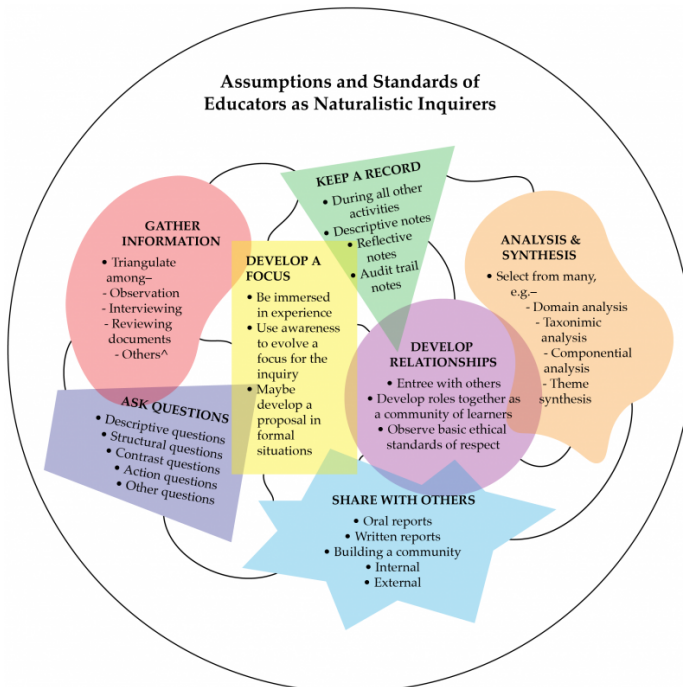 Assumptions and Standards of
Educators as Naturalistic Inquirers
KEEP A RECORD
• During all other
activities
• Descriptive notes
• Reflective
notes
• Audit trail
notes
GATHER
INFORMATION
• Triangulate
among–
- Observation
- Interviewing
- Reviewing
documents
- Others^
DEVELOP A
FOCUS
• Be immersed
in experience
• Use awareness
to evolve a
focus for the
inquiry
• Maybe
develop a
proposal in
formal
situations
ANALYSIS &
SYNTHESIS
• Select from many,
e.g.–
- Domain analysis
- Taxonimic
analysis
- Componential
analysis
- Theme
synthesis
DEVELOP
RELATIONSHIPS
• Entree with others
• Develop roles together as
a community of learners
• Observe basic ethical
standards of respect
ASK QUESTIONS
• Descriptive questions
• Structural questions
• Contrast questions
• Action questions
• Other questions
SHARE WITH OTHERS
• Oral reports
• Written reports
• Building a community
• Internal
• External